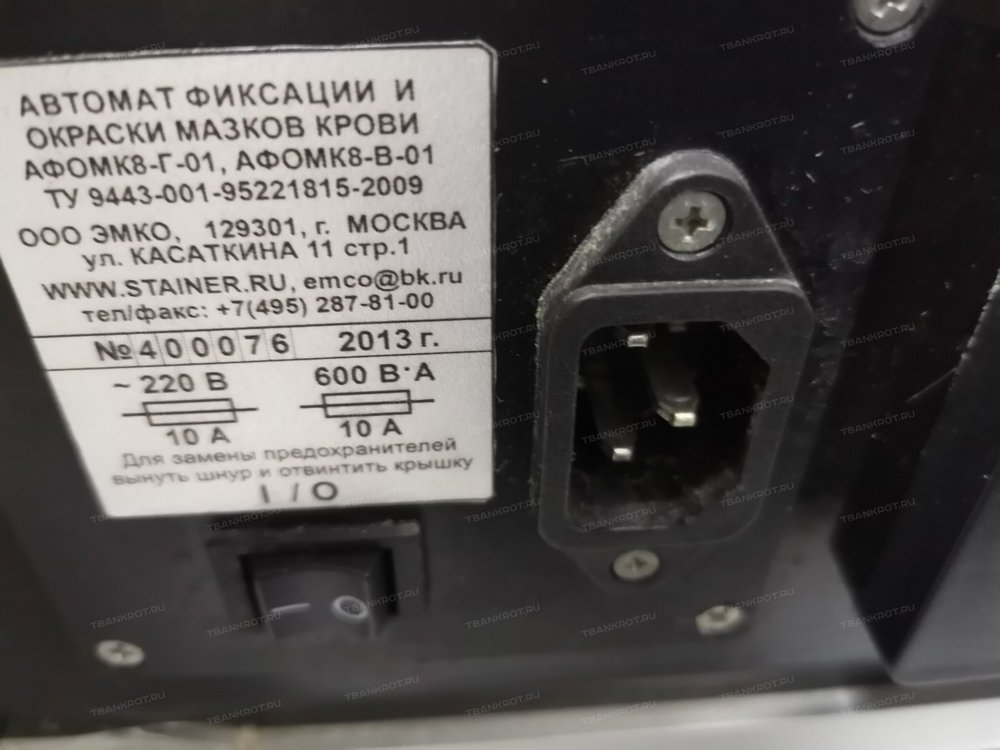 АВТОМАТ ФИКСАЦИИ И
ОКРАСКИ МАЗКОВ КРОВИ
АФОМК8-Г-01, АФОМК8-В-01
ТУ 9443-001-95221815-2009
ООО ЭМКО, 129301, г. МОСКВА
ул. КАСАТКИНА 11 стр.1
WWW.STAINER.RU, emco@bk.ru
тел/факс: +7(495) 287-81-00
№400076 2013 г.
~ 220 В 600 В·А
10 А 10 А
Для замены предохранителей
вынуть шнур и отвинтить крышку
I / O
TBANKROT.RU